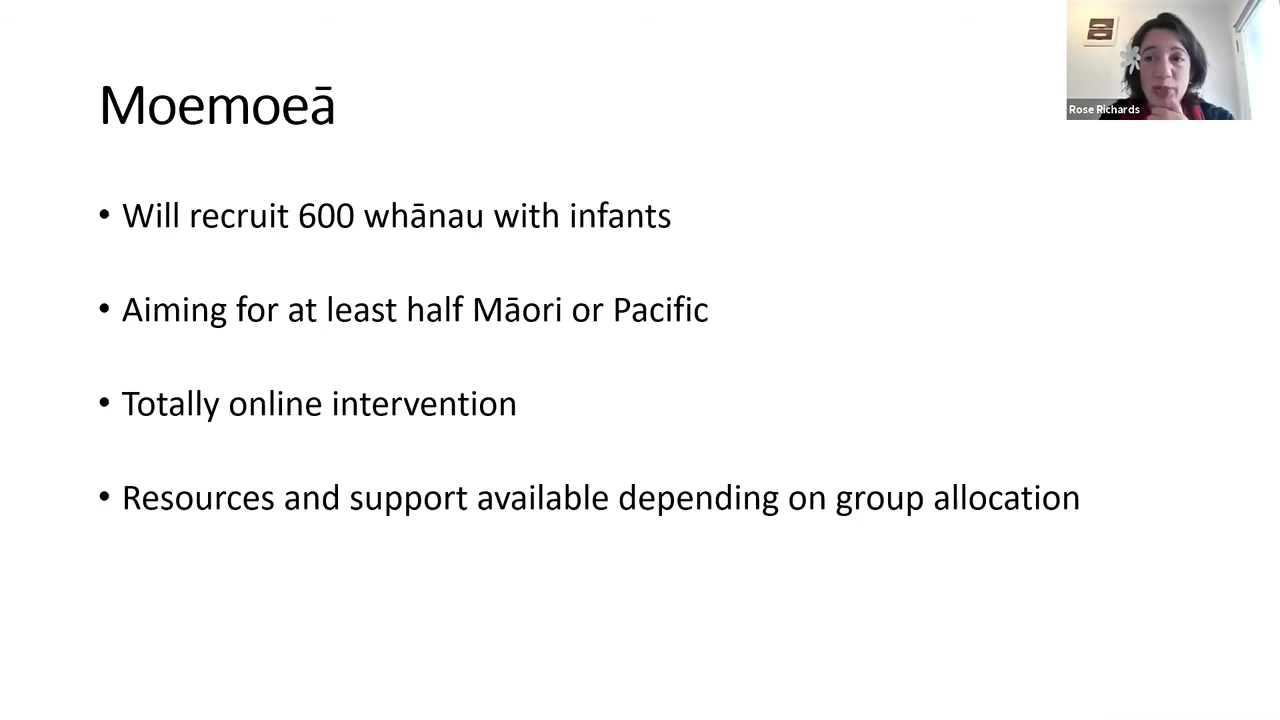 Moemoeā
Rose Richards
• Will recruit 600 whānau with infants
• Aiming for at least half Māori or Pacific
• Totally online intervention
• Resources and support available depending on group allocation